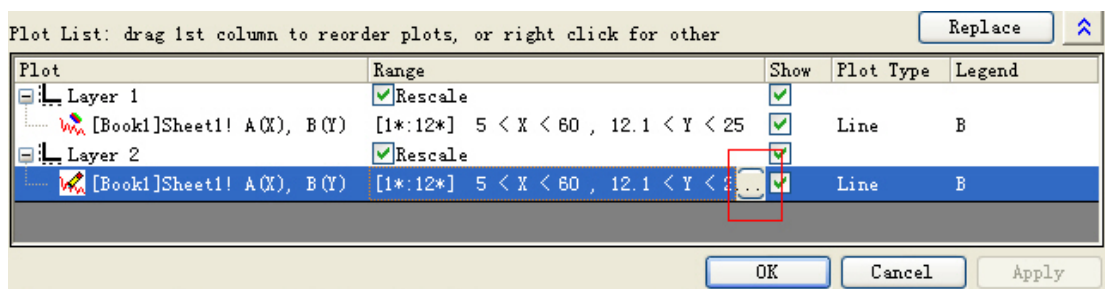 Plot List: drag 1st column to reorder plots, or right click for other Replace
Plot Range Show Plot Type Legend
Layer 1 Rescale
[Book1]Sheet1! A(X), B(Y) [1*:12*] 5 < X < 60 , 12.1 < Y < 25 Line B
Layer 2 Rescale
[Book1]Sheet1! A(X), B(Y) [1*:12*] 5 < X < 60 , 12.1 < Y < 2 ... Line B
OK Cancel Apply